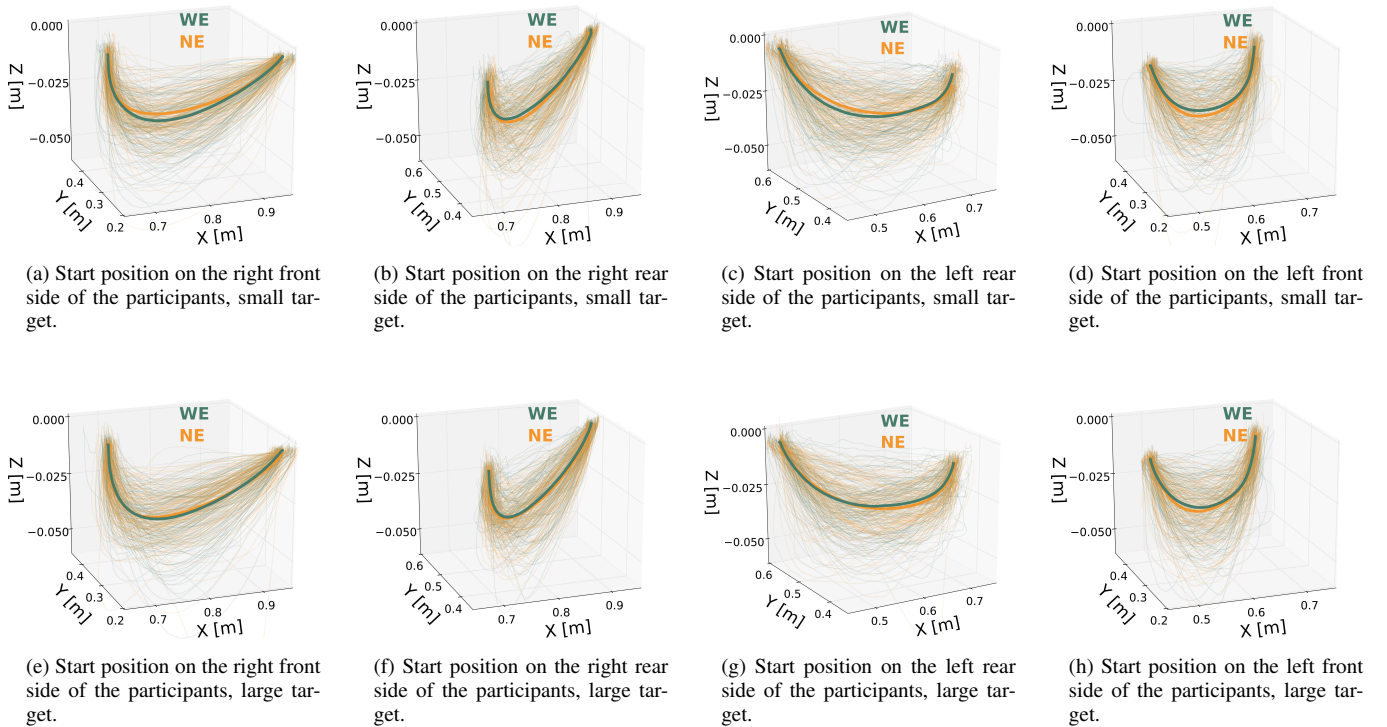 WE
NE
0.000
−0.025
−0.050
Z [m]
0.4
0.3
0.2
Y [m]
0.7
0.8
0.9
X [m]
(a) Start position on the right front
side of the participants, small tar-
get.
WE
NE
0.000
−0.025
−0.050
Z [m]
0.6
0.5
0.4
Y [m]
0.7
0.8
0.9
X [m]
(b) Start position on the right rear
side of the participants, small tar-
get.
WE
NE
0.000
−0.025
−0.050
Z [m]
0.6
0.5
0.4
Y [m]
0.5
0.6
0.7
X [m]
(c) Start position on the left rear
side of the participants, small tar-
get.
WE
NE
0.000
−0.025
−0.050
Z [m]
0.4
0.3
0.2
Y [m]
0.5
0.6
0.7
X [m]
(d) Start position on the left front
side of the participants, small tar-
get.
WE
NE
0.000
−0.025
−0.050
Z [m]
0.4
0.3
0.2
Y [m]
0.7
0.8
0.9
X [m]
(e) Start position on the right front
side of the participants, large tar-
get.
WE
NE
0.000
−0.025
−0.050
Z [m]
0.6
0.5
0.4
Y [m]
0.7
0.8
0.9
X [m]
(f) Start position on the right rear
side of the participants, large tar-
get.
WE
NE
0.000
−0.025
−0.050
Z [m]
0.6
0.5
0.4
Y [m]
0.5
0.6
0.7
X [m]
(g) Start position on the left rear
side of the participants, large tar-
get.
WE
NE
0.000
−0.025
−0.050
Z [m]
0.4
0.3
0.2
Y [m]
0.5
0.6
0.7
X [m]
(h) Start position on the left front
side of the participants, large tar-
get.